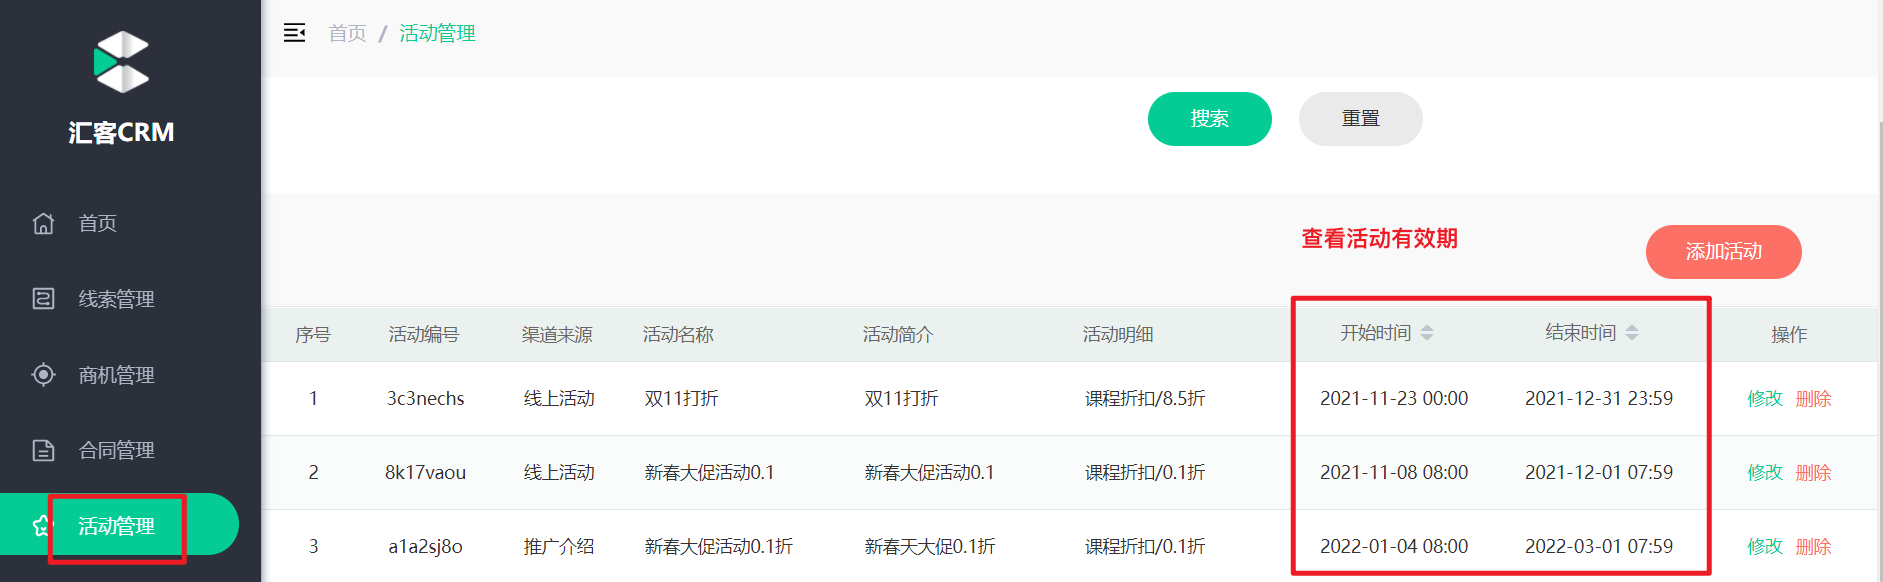 汇客CRM
首页
线索管理
商机管理
合同管理
活动管理
首页 / 活动管理
搜索 重置
查看活动有效期
添加活动
序号 活动编号 渠道来源 活动名称 活动简介 活动明细 开始时间 结束时间 操作
1 3c3nechs 线上活动 双11打折 双11打折 课程折扣/8.5折 2021-11-23 00:00 2021-12-31 23:59 修改 删除
2 8k17vaou 线上活动 新春大促活动0.1 新春大促活动0.1 课程折扣/0.1折 2021-11-08 08:00 2021-12-01 07:59 修改 删除
3 a1a2sj8o 推广介绍 新春大促活动0.1折 新春天大促0.1折 课程折扣/0.1折 2022-01-04 08:00 2022-03-01 07:59 修改 删除